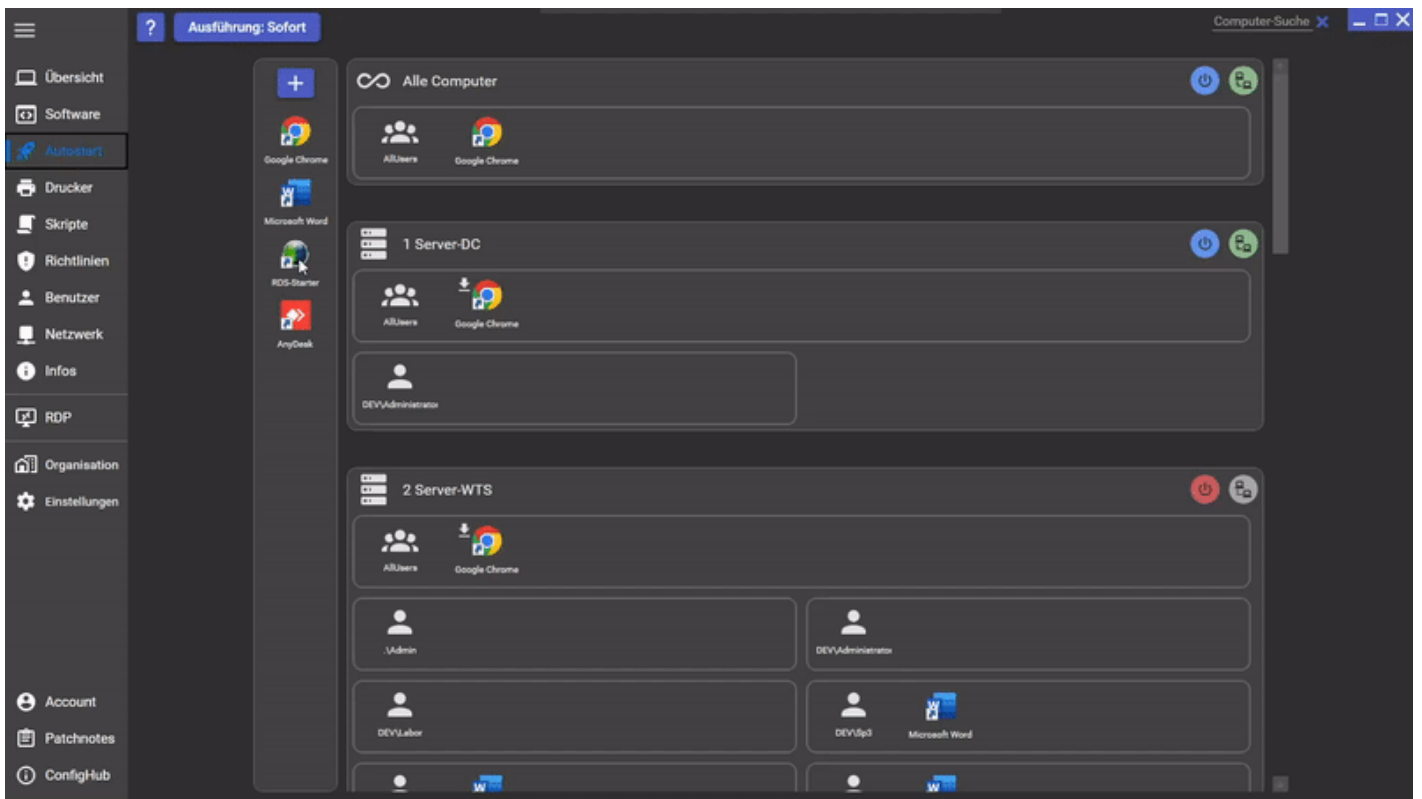 ? Ausführung: Sofort
Computer-Suche
Übersicht
Software
Autostart
Drucker
Skripte
Richtlinien
Benutzer
Netzwerk
Infos
RDP
Organisation
Einstellungen
Account
Patchnotes
ConfigHub
+
Google Chrome
Microsoft Word
RDS-Starter
AnyDesk
Alle Computer
AllUsers
Google Chrome
1 Server-DC
AllUsers
Google Chrome
DEV\Administrator
2 Server-WTS
AllUsers
Google Chrome
.\Admin
DEV\Administrator
DEV\Labor
DEV\Sp3
Microsoft Word